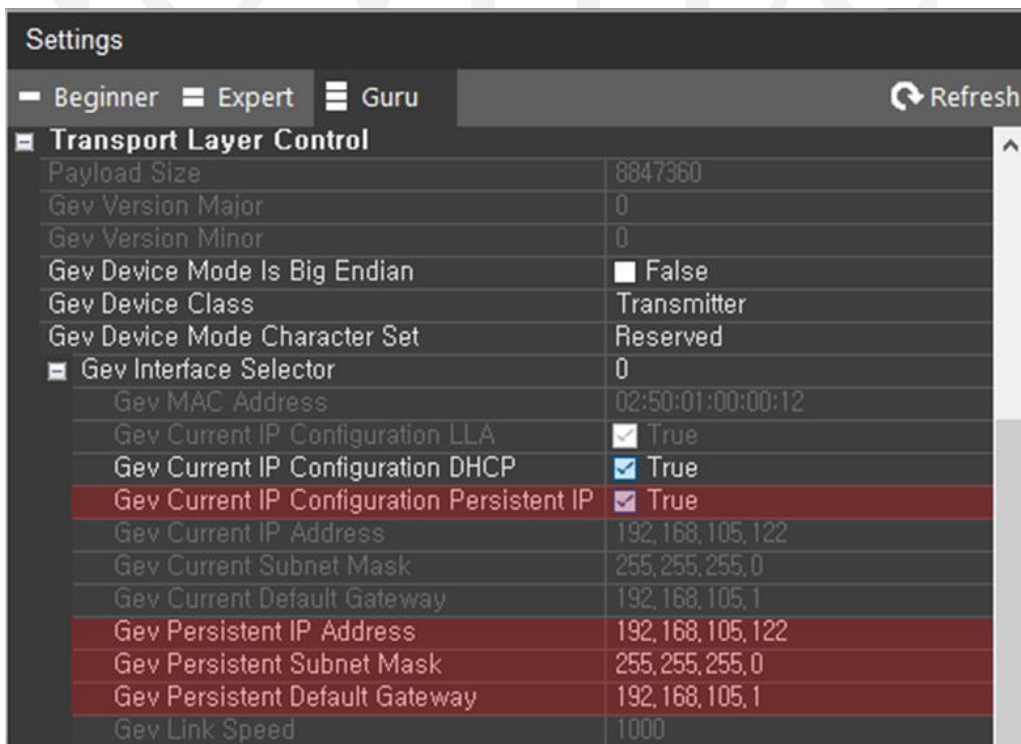 Settings
Beginner Expert Guru Refresh
Transport Layer Control
Payload Size 8847360
Gev Version Major 0
Gev Version Minor 0
Gev Device Mode Is Big Endian False
Gev Device Class Transmitter
Gev Device Mode Character Set Reserved
Gev Interface Selector 0
Gev MAC Address 02:50:01:00:00:12
Gev Current IP Configuration LLA True
Gev Current IP Configuration DHCP True
Gev Current IP Configuration Persistent IP True
Gev Current IP Address 192,168,105,122
Gev Current Subnet Mask 255,255,255,0
Gev Current Default Gateway 192,168,105,1
Gev Persistent IP Address 192,168,105,122
Gev Persistent Subnet Mask 255,255,255,0
Gev Persistent Default Gateway 192,168,105,1
Gev Link Speed 1000